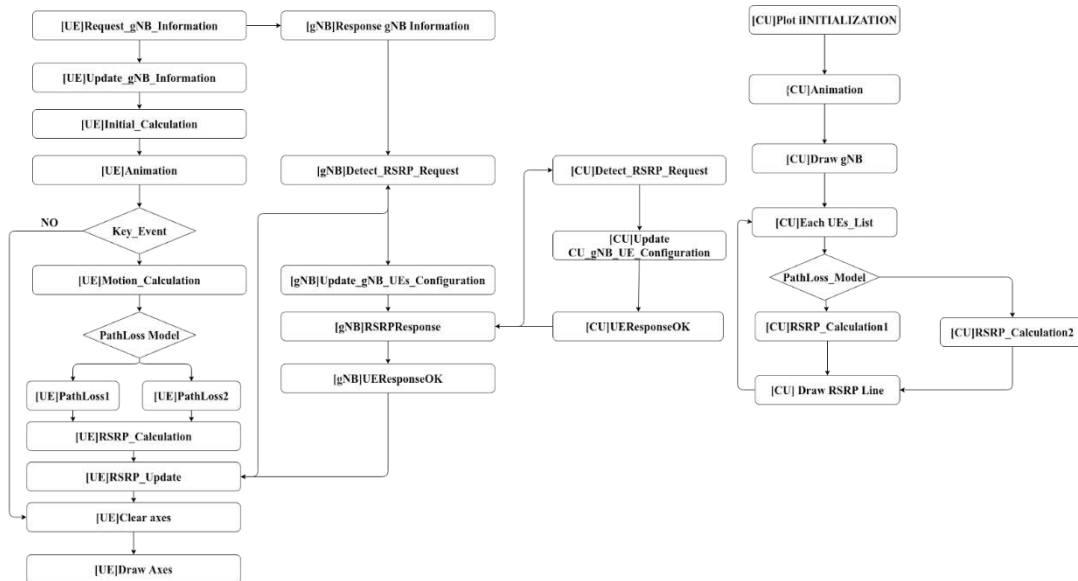 [UE]Request_gNB_Information
[UE]Update_gNB_Information
[UE]Initial_Calculation
[UE]Animation
NO
Key_Event
[UE]Motion_Calculation
PathLoss Model
[UE]PathLoss1
[UE]PathLoss2
[UE]RSRP_Calculation
[UE]RSRP_Update
[UE]Clear axes
[UE]Draw Axes
[gNB]Response gNB Information
[gNB]Detect_RSRP_Request
[gNB]Update_gNB_UEs_Configuration
[gNB]RSRPResponse
[gNB]UEResponseOK
[CU]Detect_RSRP_Request
[CU]Update
CU_gNB_UE_Configuration
[CU]UEResponseOK
[CU]Plot iINITIALIZATION
{CU]Animation
[CU]Draw gNB
[CU]Each UEs_List
PathLoss_Model
[CU]RSRP_Calculation1
[CU]RSRP_Calculation2
[CU] Draw RSRP Line